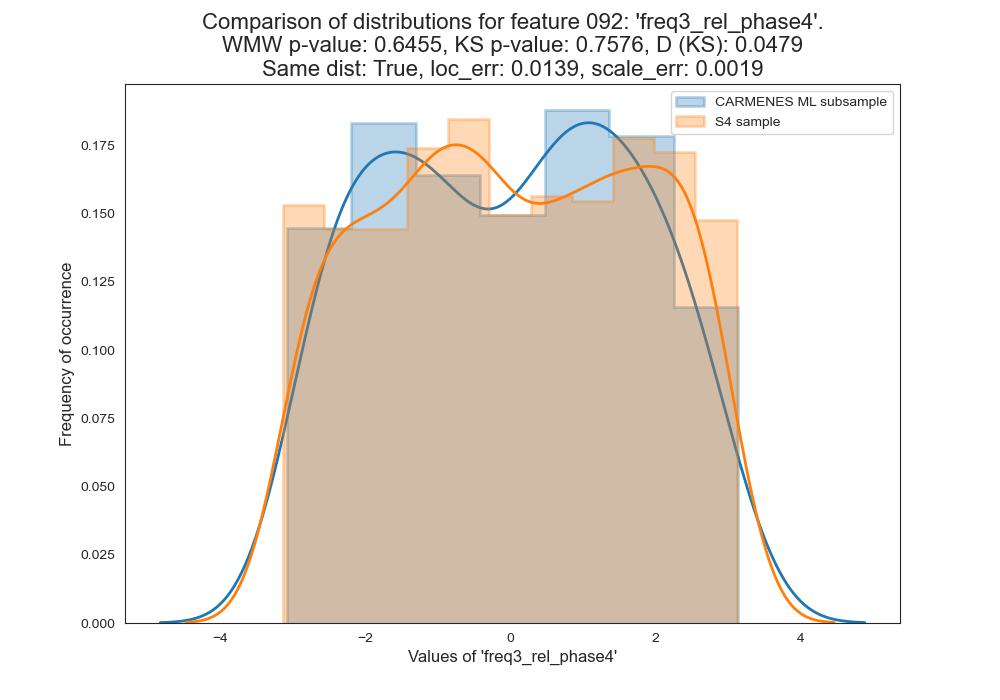 Comparison of distributions for feature 092: 'freq3_rel_phase4'.
WMW p-value: 0.6455, KS p-value: 0.7576, D (KS): 0.0479
Same dist: True, loc_err: 0.0139, scale_err: 0.0019
CARMENES ML subsample
S4 sample
Frequency of occurrence
0.175
0.150
0.125
0.100
0.075
0.050
0.025
0.000
−4
−2
0
2
4
Values of 'freq3_rel_phase4'